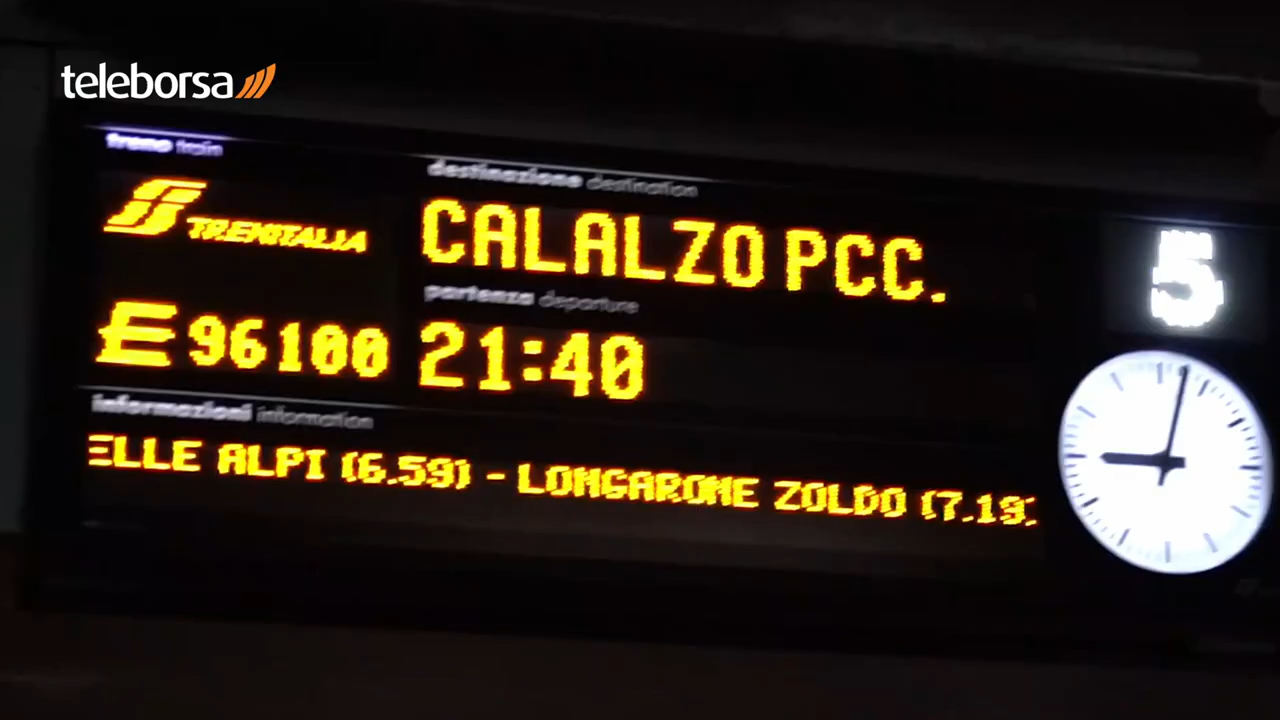 teleborsa
treno train
destinazione destination
TRENITALIA
CALALZO PCC.
5
partenza departure
E 96100
21:40
informazioni information
ELLE ALPI (6.59) - LONGARONE ZOLDO (7.19)